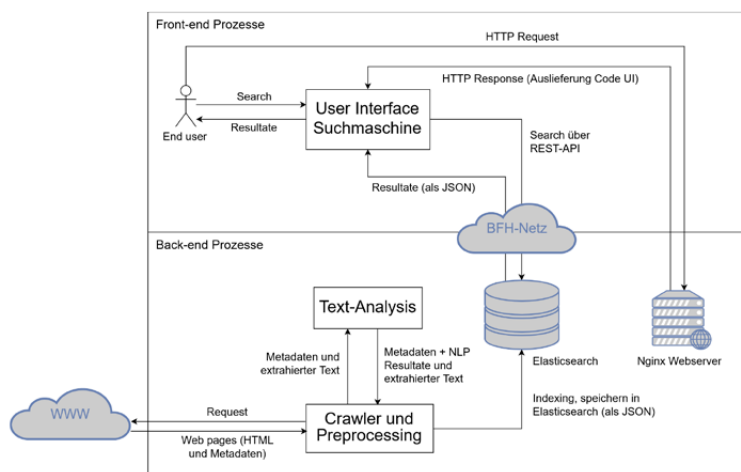 Front-end Prozesse
HTTP Request
HTTP Response (Auslieferung Code UI)
Search
User Interface
Suchmaschine
End user
Resultate
Search über
REST-API
Resultate (als JSON)
BFH-Netz
Back-end Prozesse
Text-Analysis
Metadaten und
extrahierter Text
Metadaten + NLP
Resultate und
extrahierter Text
Elasticsearch
Nginx Webserver
Indexing, speichern in
Elasticsearch (als JSON)
WWW
Request
Crawler und
Preprocessing
Web pages (HTML
und Metadaten)